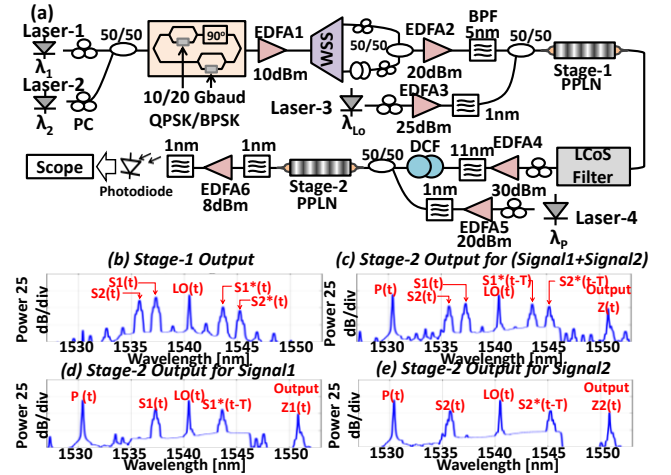 (a)
Laser-1
λ1
Laser-2
λ2
PC
50/50
90°
10/20 Gbaud
QPSK/BPSK
EDFA1
10dBm
WSS
50/50
EDFA2
20dBm
BPF
5nm
50/50
Stage-1
PPLN
Laser-3
λLo
EDFA3
25dBm
1nm
Scope
Photodiode
1nm
EDFA6
8dBm
1nm
Stage-2
PPLN
50/50
DCF
11nm
EDFA4
30dBm
LCoS
Filter
1nm
EDFA5
20dBm
Laser-4
λP
(b) Stage-1 Output
Power 25
dB/div
S1(t)
S2(t)
LO(t)
S1*(t)
S2*(t)
1530 1535 1540 1545 1550
Wavelength [nm]
(c) Stage-2 Output for (Signal1+Signal2)
Power 25
dB/div
P(t)
S1(t)
S2(t)
S1*(t-T)
LO(t)
S2*(t-T)
Output
Z(t)
1530 1535 1540 1545 1550
Wavelength [nm]
(d) Stage-2 Output for Signal1
Power 25
dB/div
P(t)
S1(t)
LO(t)
S1*(t-T)
Output
Z1(t)
1530 1535 1540 1545 1550
Wavelength [nm]
(e) Stage-2 Output for Signal2
Power 25
dB/div
P(t)
S2(t)
LO(t)
S2*(t-T)
Output
Z2(t)
1530 1535 1540 1545 1550
Wavelength [nm]